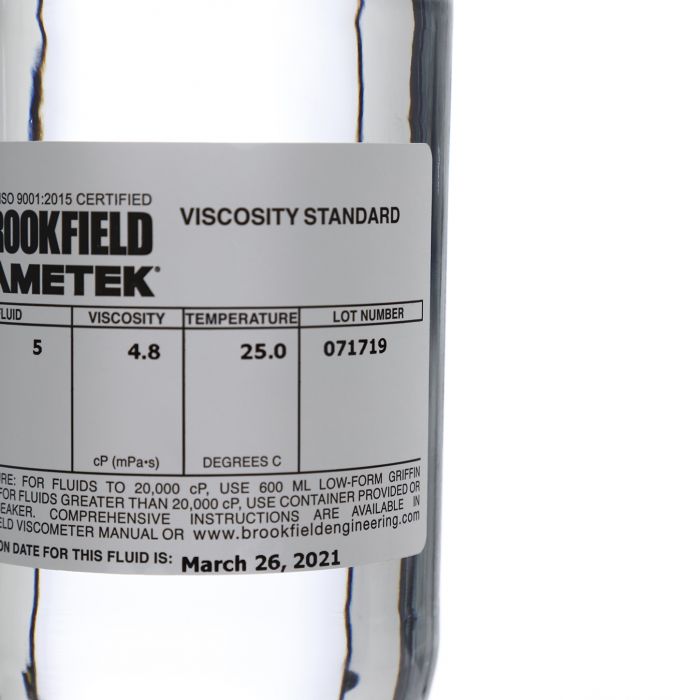 ISO 9001:2015 CERTIFIED
ROOKFIELD
AMETEK®
VISCOSITY STANDARD
FLUID VISCOSITY TEMPERATURE LOT NUMBER
5 4.8 25.0 071719
cP (mPa•s) DEGREES C
URE: FOR FLUIDS TO 20,000 cP, USE 600 ML LOW-FORM GRIFFIN
FOR FLUIDS GREATER THAN 20,000 cP, USE CONTAINER PROVIDED OR
EAKER. COMPREHENSIVE INSTRUCTIONS ARE AVAILABLE IN
ELD VISCOMETER MANUAL OR www.brookfieldengineering.com
ON DATE FOR THIS FLUID IS: March 26, 2021